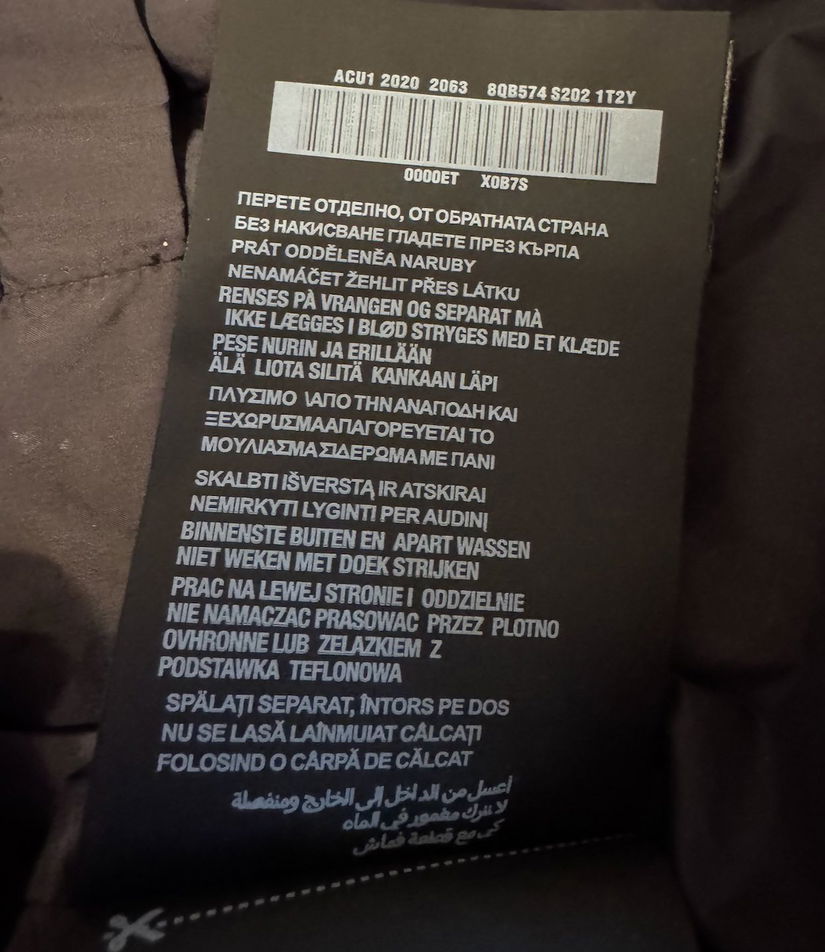 ACU1 2020 2063 8QB574 S202 1T2Y
0000ET X0B7S
ПЕРЕТЕ ОТДЕЛНО, ОТ ОБРАТНАТА СТРАНА
БЕЗ НАКИСВАНЕ ГЛАДЕТЕ ПРЕЗ КЪРПА
PRÁT ODDĚLENĚA NARUBY
NENAMÁČET ŽEHLIT PŘES LÁTKU
RENSES PÅ VRANGEN OG SEPARAT MÅ
IKKE LÆGGES I BLØD STRYGES MED ET KLÆDE
PESE NURIN JA ERILLÄÄN
ÄLÄ LIOTA SILITÄ KANKAAN LÄPI
ΠΛΥΣΙΜΟ \ΑΠΟ ΤΗΝ ΑΝΑΠΟΔΗ ΚΑΙ
ΞΕΧΩΡΙΣΜΑΑΠΑΓΟΡΕΥΕΤΑΙ ΤΟ
ΜΟΥΛΙΑΣΜΑ ΣΙΔΕΡΩΜΑ ΜΕ ΠΑΝΙ
SKALBTI IŠVERSTĄ IR ATSKIRAI
NEMIRKYTI LYGINTI PER AUDINĮ
BINNENSTE BUITEN EN APART WASSEN
NIET WEKEN MET DOEK STRIJKEN
PRAC NA LEWEJ STRONIE I ODDZIELNIE
NIE NAMACZAC PRASOWAC PRZEZ PLOTNO
OVHRONNE LUB ZELAZKIEM Z
PODSTAWKA TEFLONOWA
SPĂLAȚI SEPARAT, ÎNTORS PE DOS
NU SE LASĂ LAÎNMUIAT CĂLCAȚI
FOLOSIND O CÂRPĂ DE CĂLCAT
أغسل من الداخل إلى الخارج ومنفصلة
لا تترك مغمور في الماه
كي مع قطعة قماش